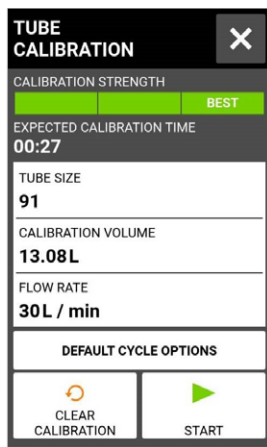 TUBE
CALIBRATION
CALIBRATION STRENGTH
BEST
EXPECTED CALIBRATION TIME
00:27
TUBE SIZE
91
CALIBRATION VOLUME
13.08L
FLOW RATE
30L / min
DEFAULT CYCLE OPTIONS
CLEAR
CALIBRATION
START